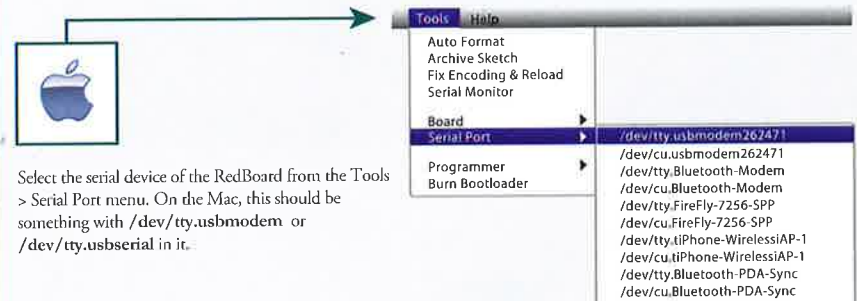 Tools Help
Auto Format
Archive Sketch
Fix Encoding & Reload
Serial Monitor
Board
Serial Port
Programmer
Burn Bootloader
/dev/tty.usbmodem262471
/dev/cu.usbmodem262471
/dev/tty.Bluetooth-Modem
/dev/cu.Bluetooth-Modem
/dev/tty.FireFly-7256-SPP
/dev/cu.FireFly-7256-SPP
/dev/tty.tiPhone-WirelessiAP-1
/dev/cu.tiPhone-WirelessiAP-1
/dev/tty.Bluetooth-PDA-Sync
/dev/cu.Bluetooth-PDA-Sync
Select the serial device of the RedBoard from the Tools
> Serial Port menu. On the Mac, this should be
something with /dev/tty.usbmodem or
/dev/tty.usbserial in it.